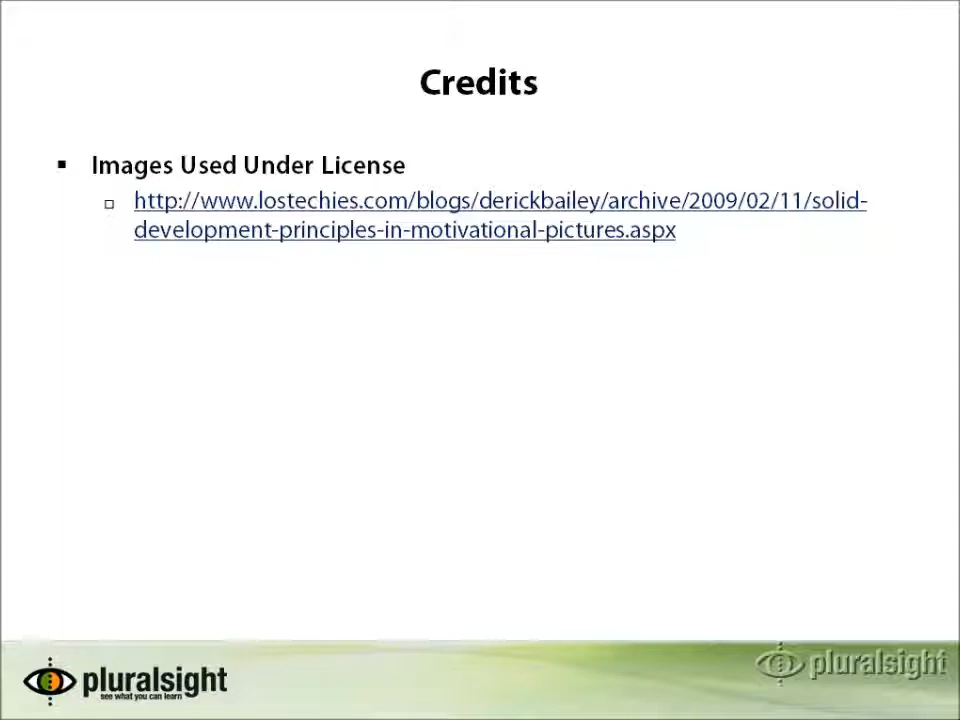 Credits
Images Used Under License
http://www.lostechies.com/blogs/derickbailey/archive/2009/02/11/solid-
development-principles-in-motivational-pictures.aspx
pluralsight
see what you can learn
pluralsight